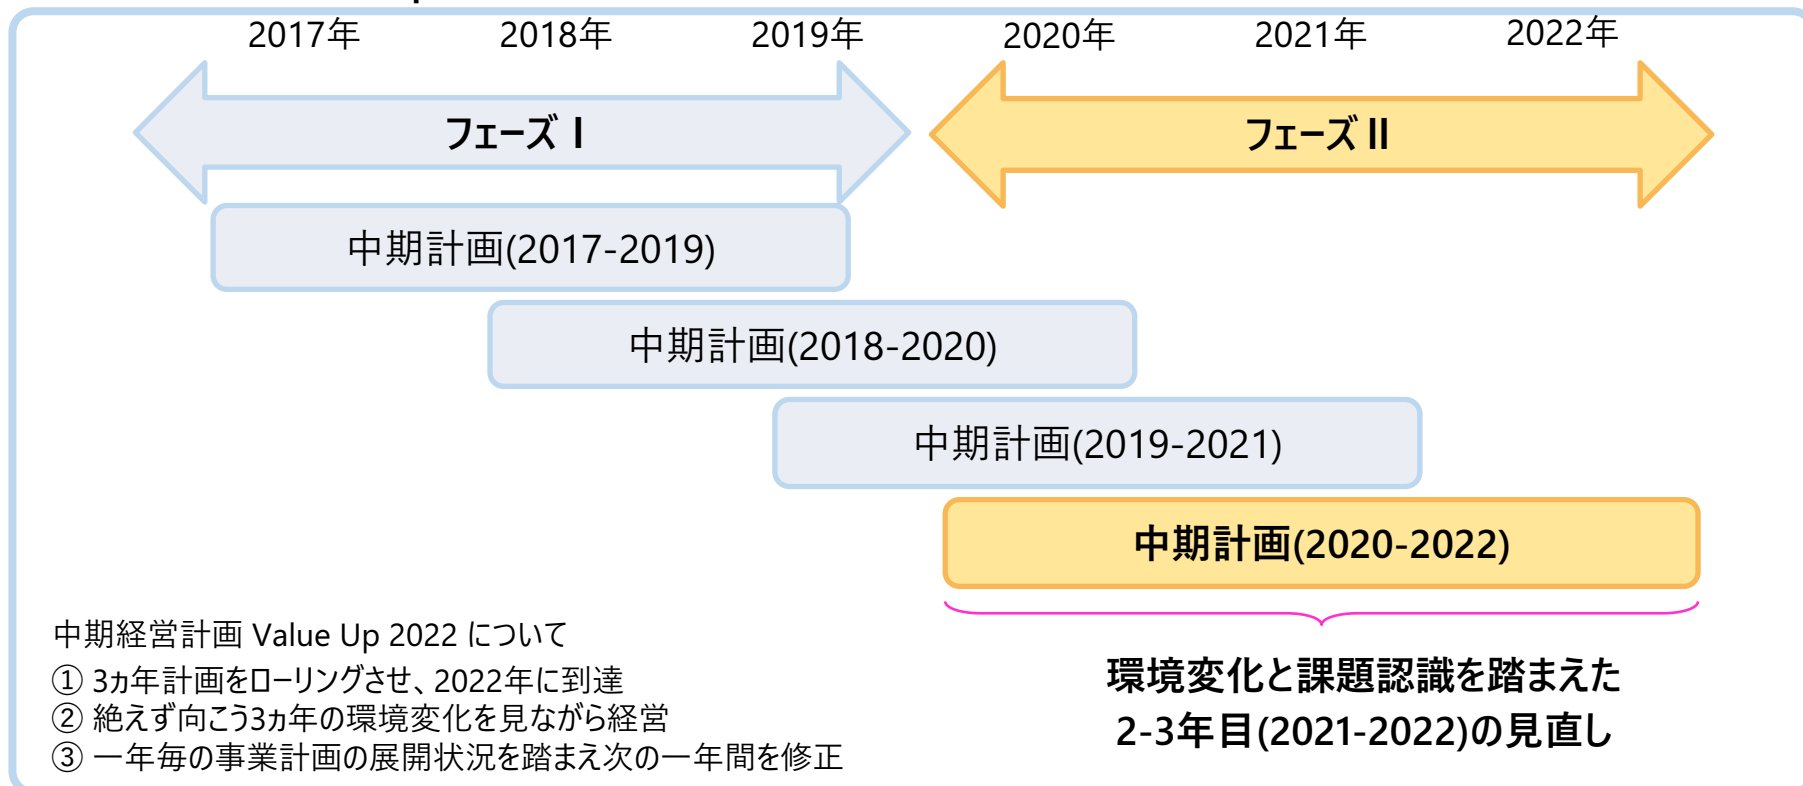 2017年 2018年 2019年 2020年 2021年 2022年
フェーズ I フェーズ II
中期計画(2017-2019)
中期計画(2018-2020)
中期計画(2019-2021)
中期計画(2020-2022)
中期経営計画 Value Up 2022 について
① 3ヵ年計画をローリングさせ、2022年に到達
② 絶えず向こう3ヵ年の環境変化を見ながら経営
③ 一年毎の事業計画の展開状況を踏まえ次の一年間を修正
環境変化と課題認識を踏まえた
2-3年目(2021-2022)の見直し